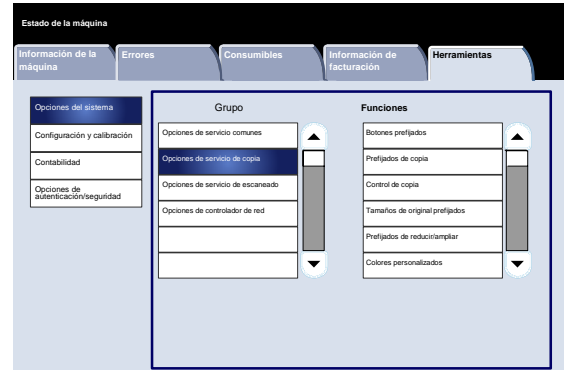 Estado de la máquina
Información de la
máquina
Errores
Consumibles
Información de
facturación
Herramientas
Opciones del sistema
Configuración y calibración
Contabilidad
Opciones de
autenticación/seguridad
Grupo
Opciones de servicio comunes
Opciones de servicio de copia
Opciones de servicio de escaneado
Opciones de controlador de red
Funciones
Botones prefijados
Prefijados de copia
Control de copia
Tamaños de original prefijados
Prefijados de reducir/ampliar
Colores personalizados